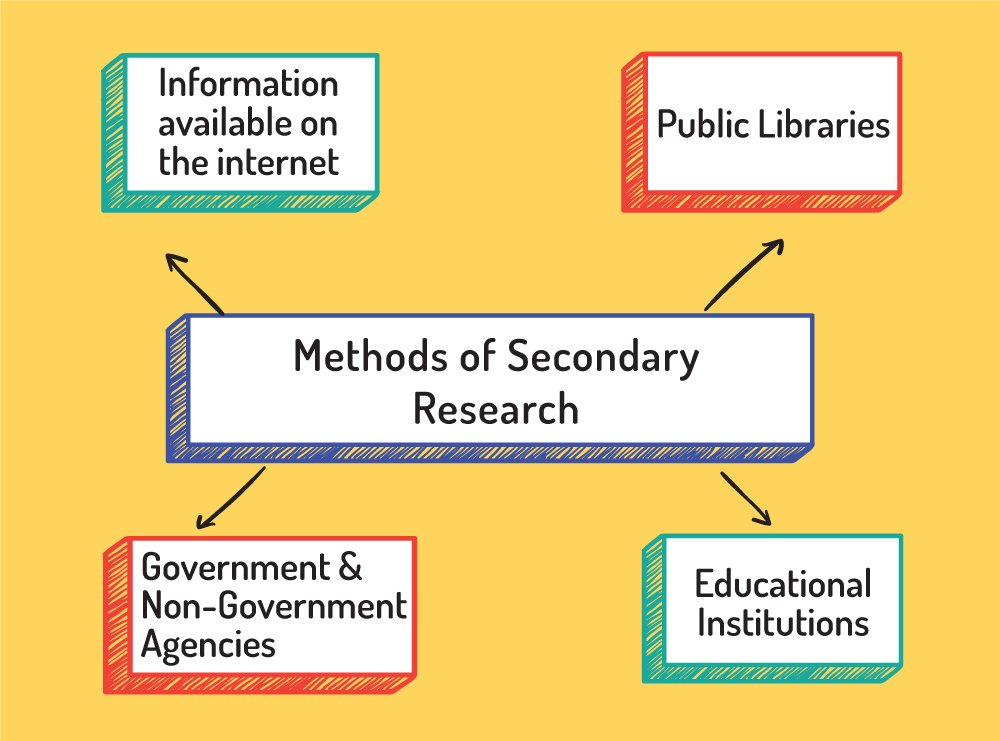 Information
available on
the internet
Public Libraries
Methods of Secondary
Research
Government &
Non-Government
Agencies
Educational
Institutions